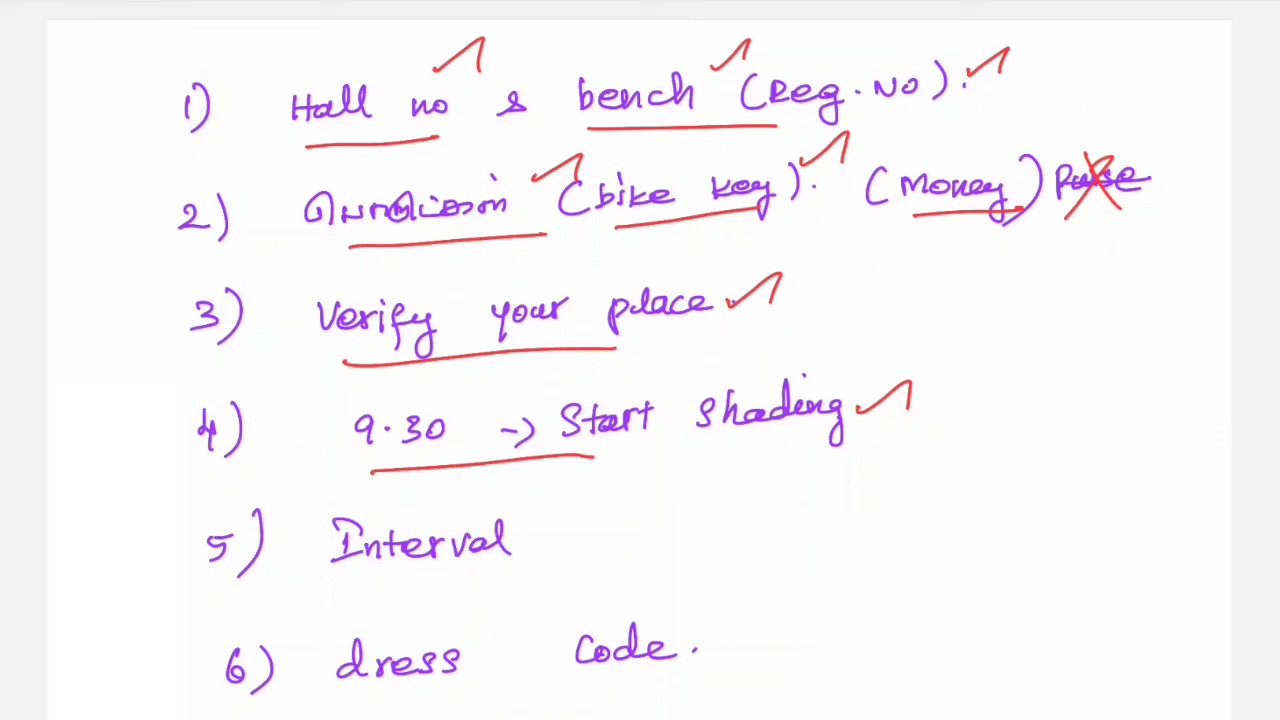 1) Hall no & bench (Reg. No).
2) (bike key). (Money) Purse
3) Verify your place.
4) 9.30 -> Start shading
5) Interval
6) dress code.